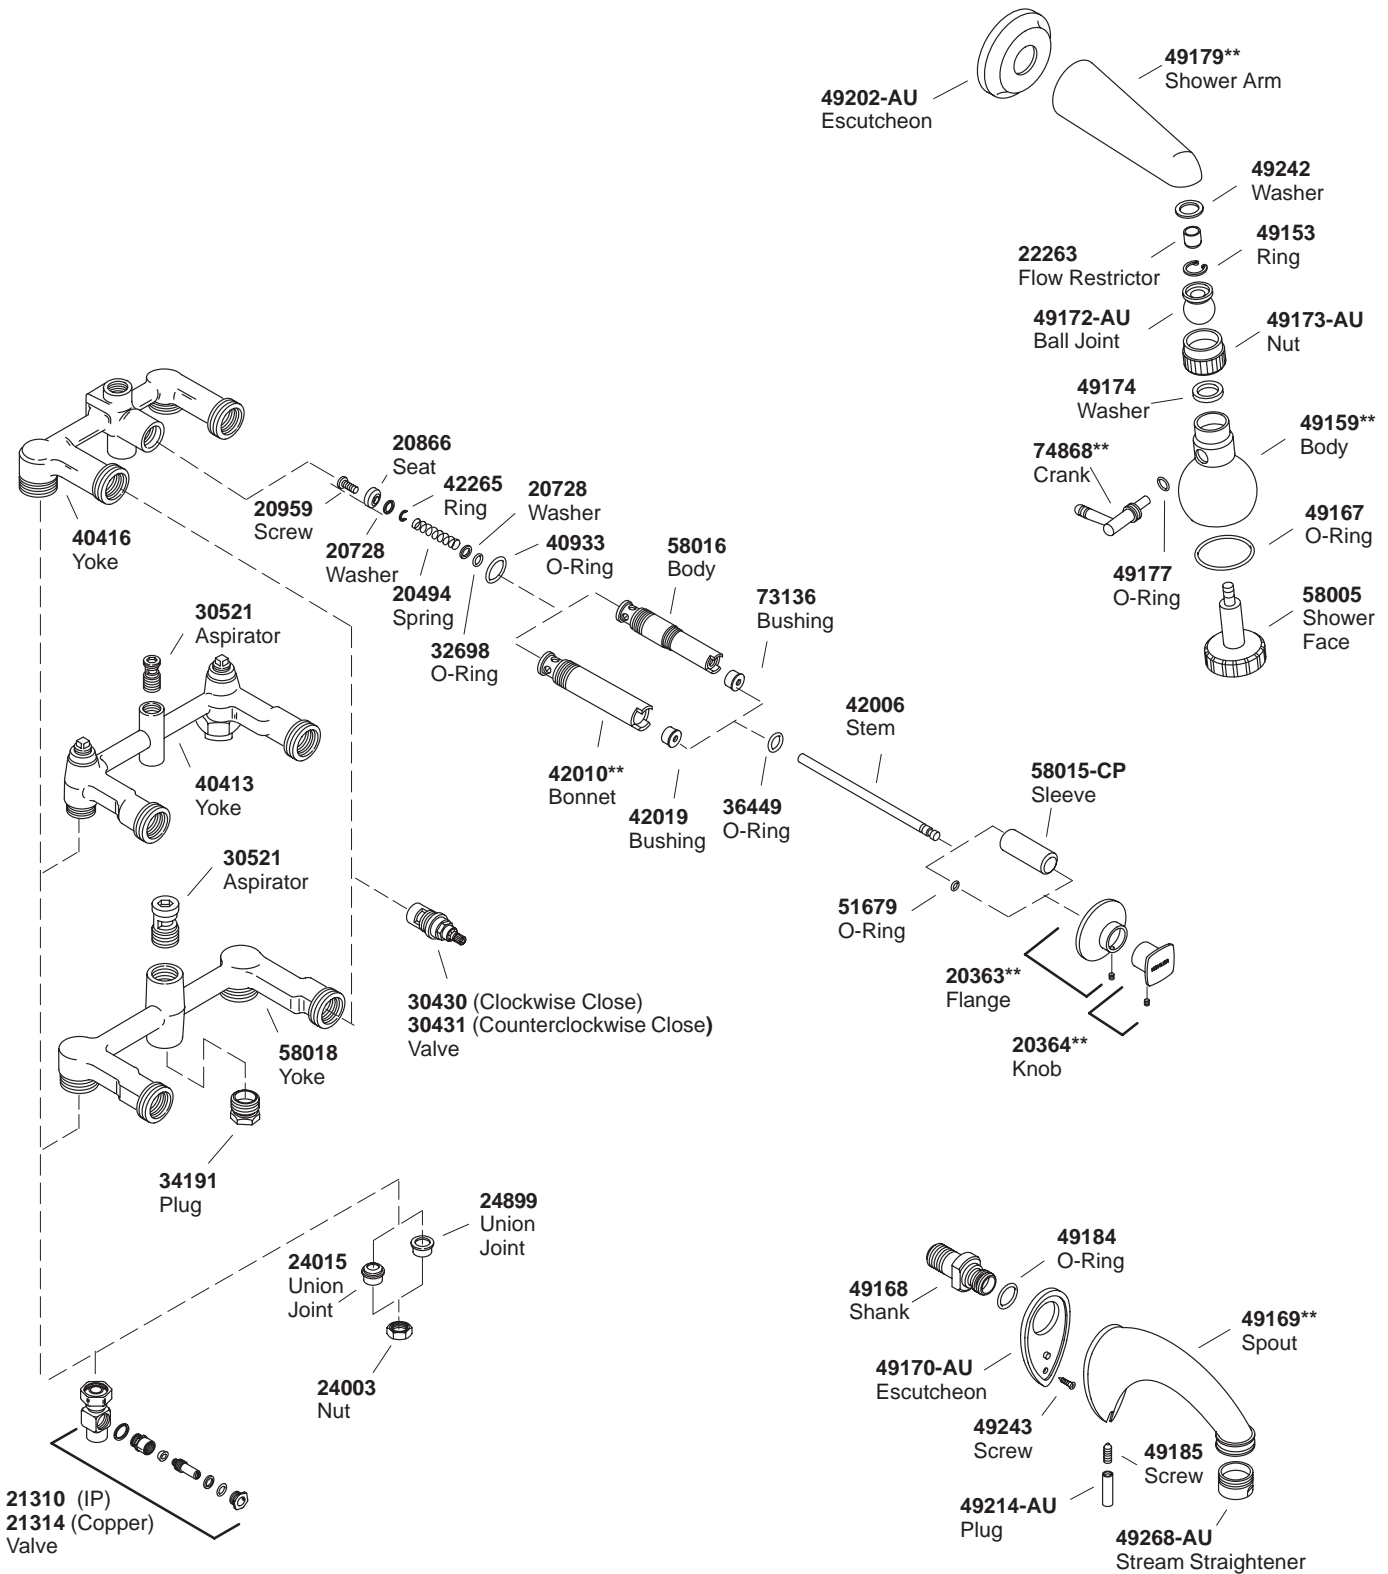 49179**
Shower Arm
49202-AU
Escutcheon
49242
Washer
49153
Ring
22263
Flow Restrictor
49172-AU
Ball Joint
49173-AU
Nut
49174
Washer
49159**
Body
74868**
Crank
49167
O-Ring
49177
O-Ring
58005
Shower
Face
20866
Seat
42265
Ring
20959
Screw
20728
Washer
20728
Washer
40933
O-Ring
20494
Spring
32698
O-Ring
58016
Body
73136
Bushing
40416
Yoke
30521
Aspirator
40413
Yoke
42010**
Bonnet
42019
Bushing
36449
O-Ring
42006
Stem
58015-CP
Sleeve
51679
O-Ring
20363**
Flange
KOHLER
20364**
Knob
30521
Aspirator
30430 (Clockwise Close)
30431 (Counterclockwise Close)
Valve
58018
Yoke
34191
Plug
24899
Union
Joint
24015
Union
Joint
24003
Nut
21310 (IP)
21314 (Copper)
Valve
49184
O-Ring
49168
Shank
49169**
Spout
49170-AU
Escutcheon
49243
Screw
49185
Screw
49214-AU
Plug
49268-AU
Stream Straightener